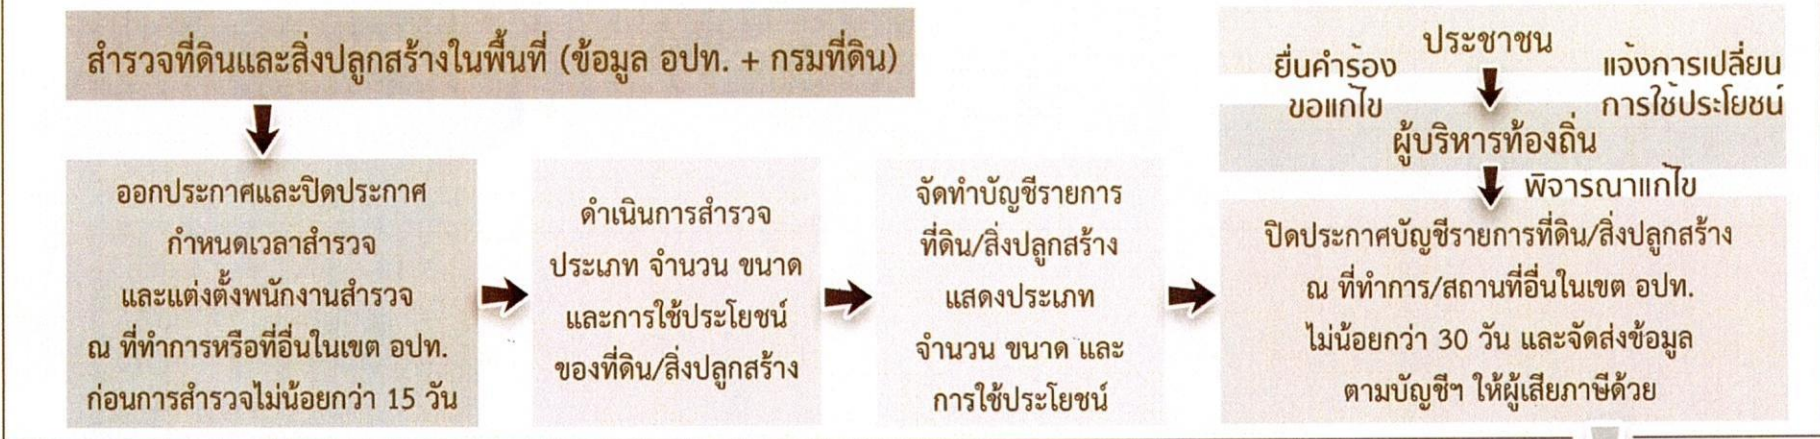 สำรวจที่ดินและสิ่งปลูกสร้างในพื้นที่ (ข้อมูล อปท. + กรมที่ดิน)
ออกประกาศและปิดประกาศ
กำหนดเวลาสำรวจ
และแต่งตั้งพนักงานสำรวจ
ณ ที่ทำการหรือที่อื่นในเขต อปท.
ก่อนการสำรวจไม่น้อยกว่า 15 วัน
ดำเนินการสำรวจ
ประเภท จำนวน ขนาด
และการใช้ประโยชน์
ของที่ดิน/สิ่งปลูกสร้าง
จัดทำบัญชีรายการ
ที่ดิน/สิ่งปลูกสร้าง
แสดงประเภท
จำนวน ขนาด และ
การใช้ประโยชน์
ประชาชน
ยื่นคำร้อง
ขอแก้ไข
แจ้งการเปลี่ยน
การใช้ประโยชน์
ผู้บริหารท้องถิ่น
พิจารณาแก้ไข
ปิดประกาศบัญชีรายการที่ดิน/สิ่งปลูกสร้าง
ณ ที่ทำการ/สถานที่อื่นในเขต อปท.
ไม่น้อยกว่า 30 วัน และจัดส่งข้อมูล
ตามบัญชีฯ ให้ผู้เสียภาษีด้วย